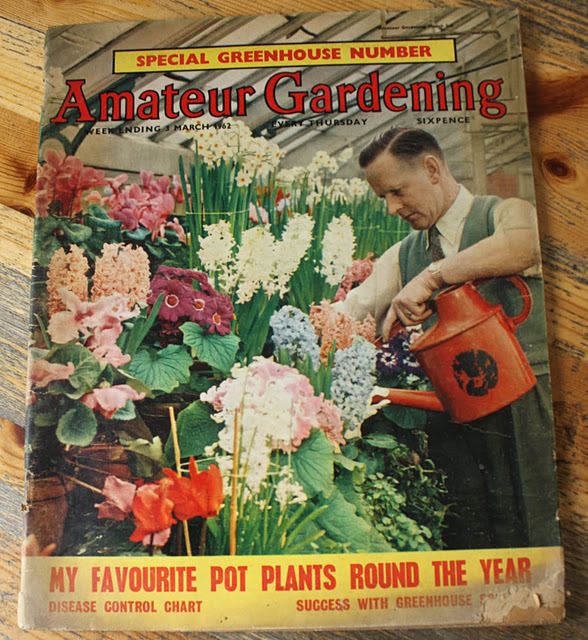 SPECIAL GREENHOUSE NUMBER
Amateur Gardening
WEEK ENDING 3 MARCH 1962 EVERY THURSDAY SIXPENCE
MY FAVOURITE POT PLANTS ROUND THE YEAR
DISEASE CONTROL CHART SUCCESS WITH GREENHOUSE